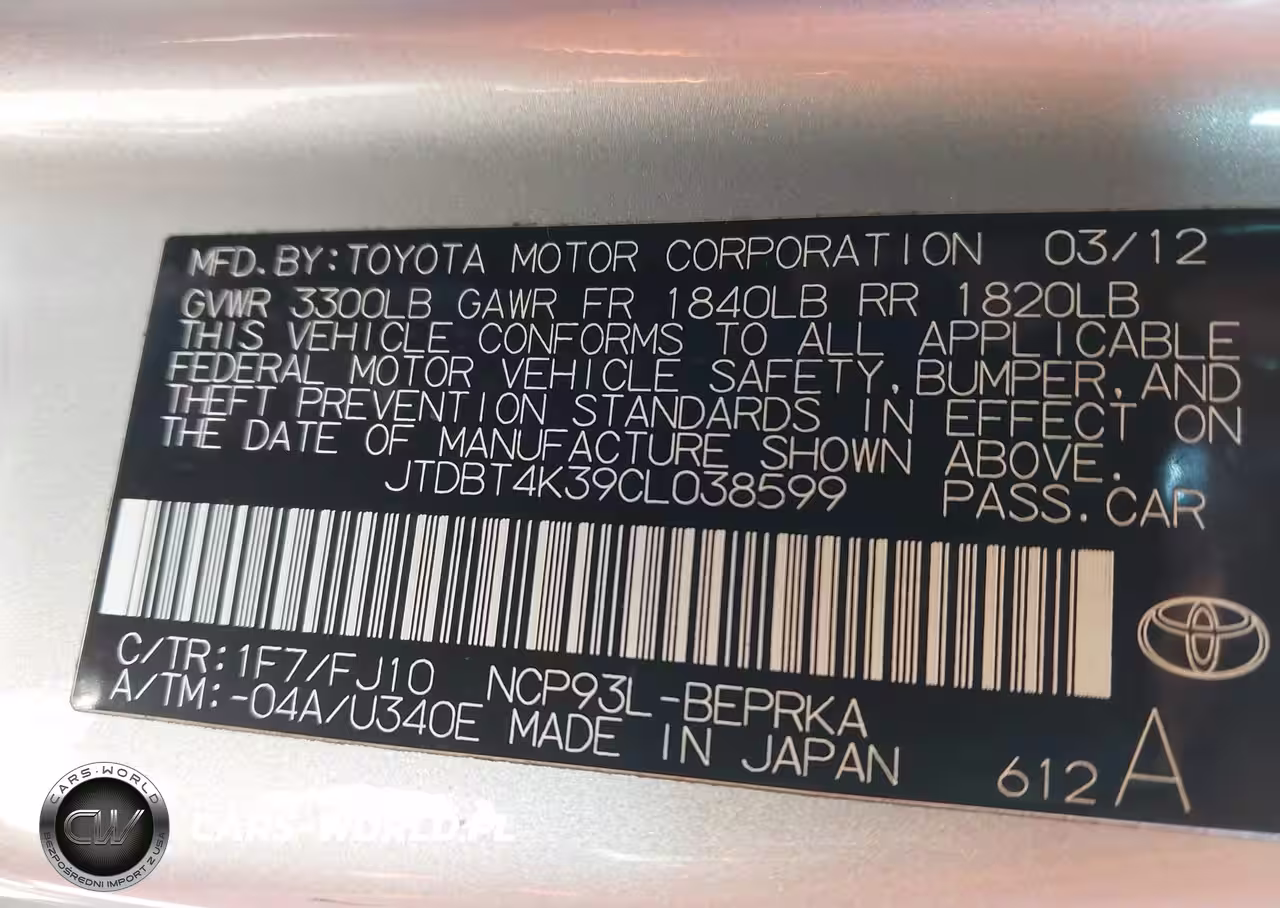 MFD. BY: TOYOTA MOTOR CORPORATION 03/12
GVWR 3300LB GAWR FR 1840LB RR 1820LB
THIS VEHICLE CONFORMS TO ALL APPLICABLE
FEDERAL MOTOR VEHICLE SAFETY, BUMPER, AND
THEFT PREVENTION STANDARDS IN EFFECT ON
THE DATE OF MANUFACTURE SHOWN ABOVE.
JTDBT4K39CL038599 PASS. CAR
C/TR: 1F7/FJ10 NCP93L-BEPRKA
A/TM: -04A/U340E MADE IN JAPAN 612 A
CARS-WORLD
CW
BEZPOŚREDNI IMPORT Z USA
CARS-WORLD.PL